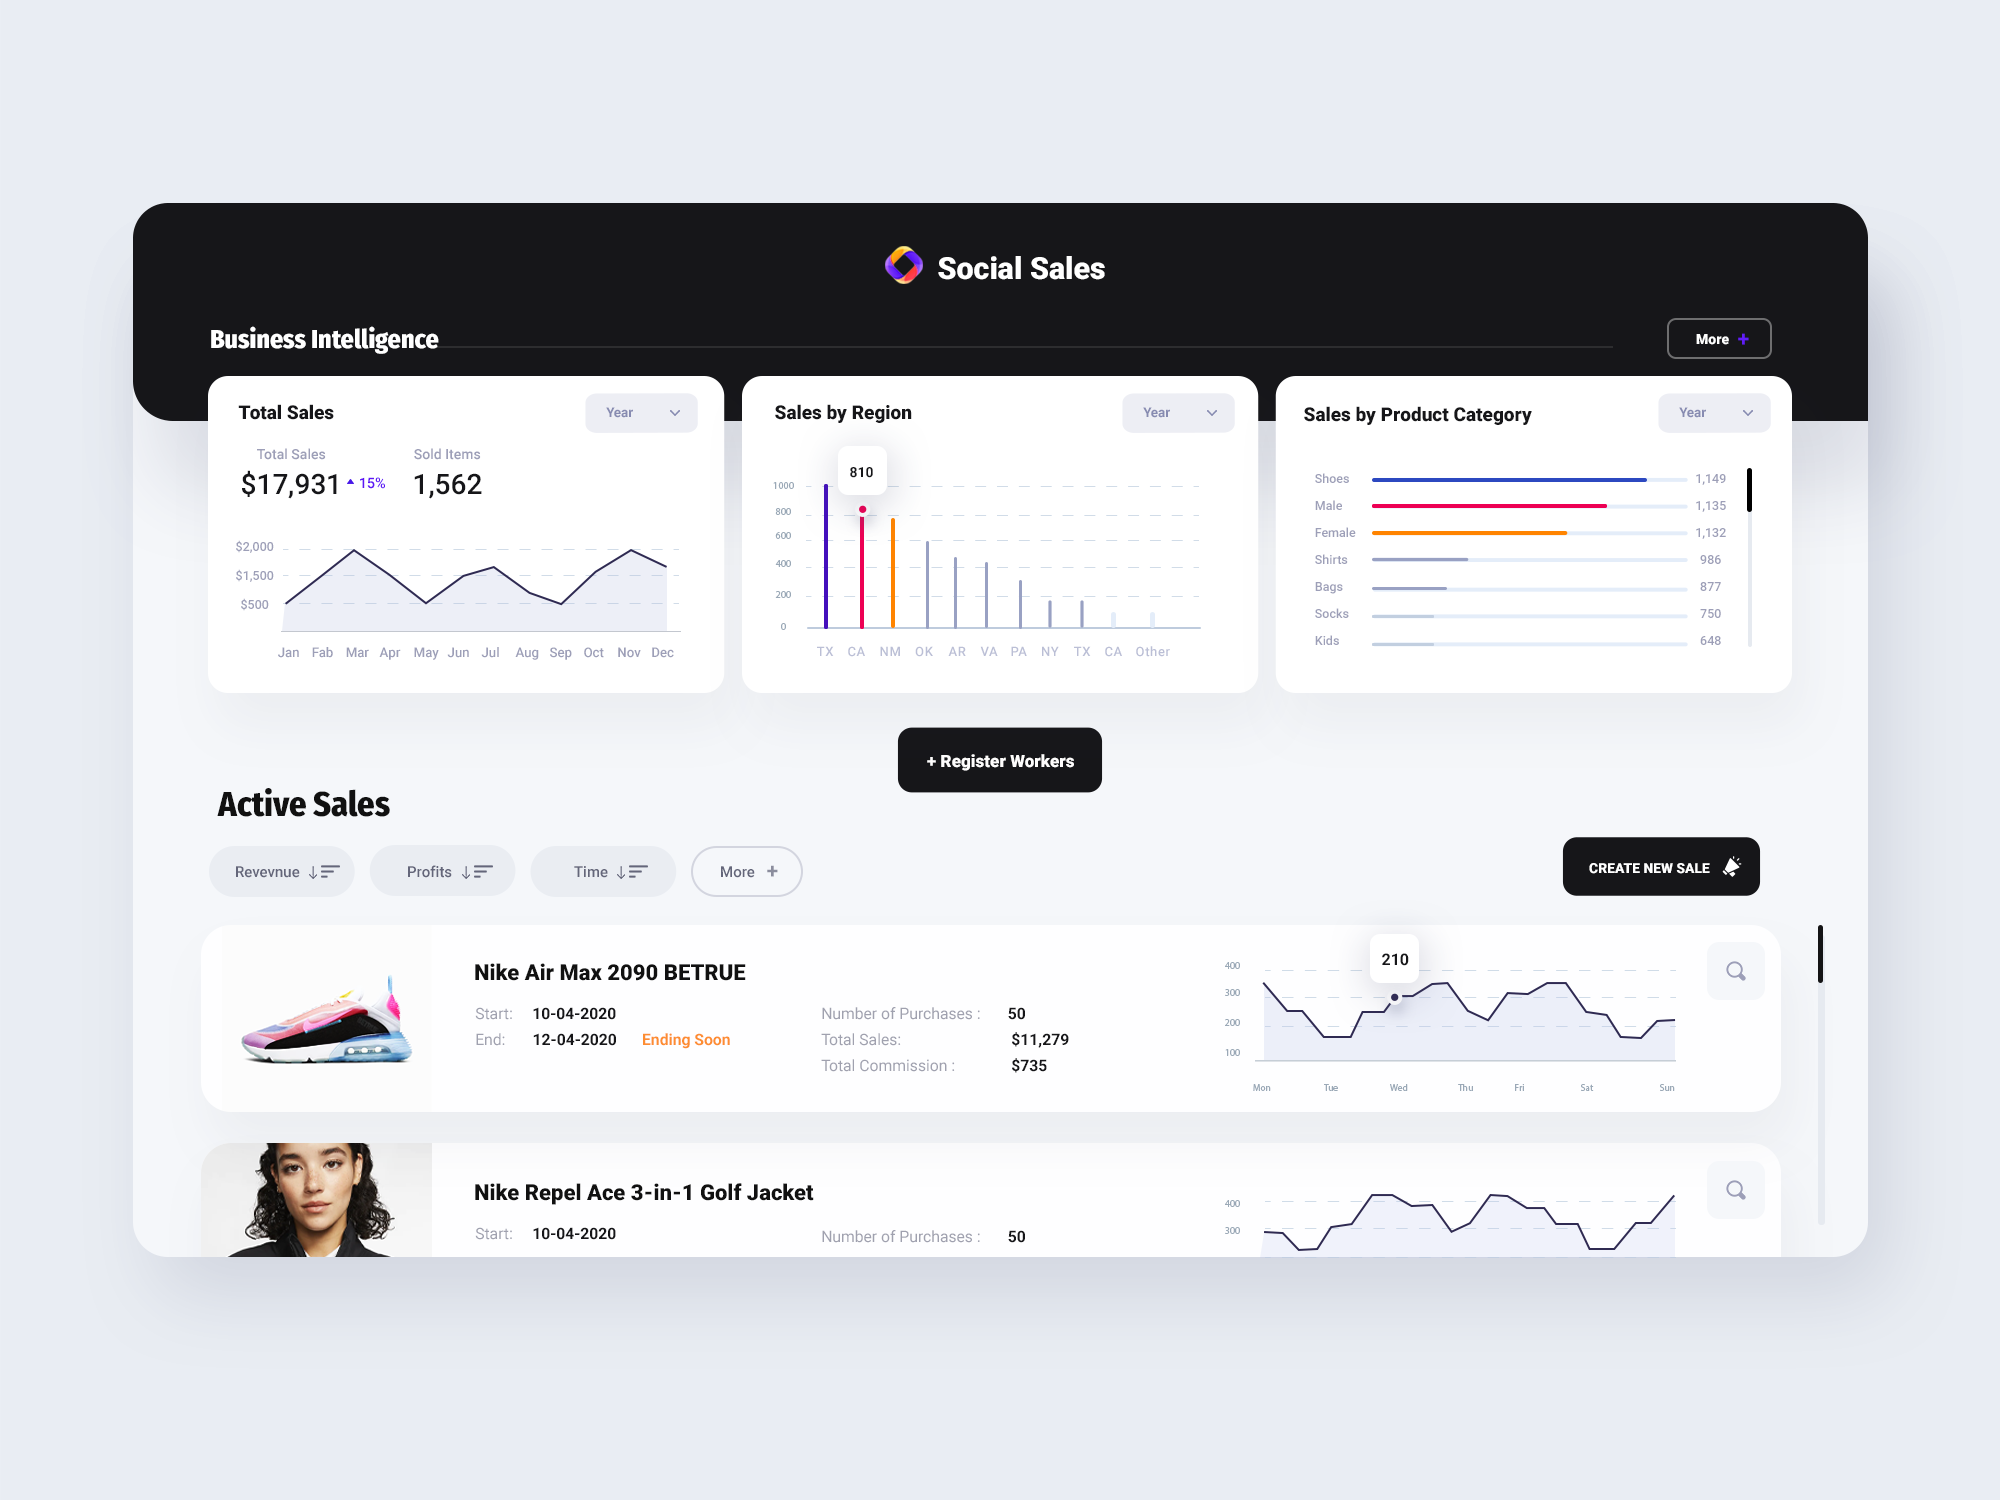 Social Sales
Business Intelligence
More +
Total Sales
Year
Total Sales
Sold Items
$17,931
15%
1,562
$2,000
$1,500
$500
Jan Fab Mar Apr May Jun Jul Aug Sep Oct Nov Dec
Sales by Region
Year
810
1000
800
600
400
200
0
TX CA NM OK AR VA PA NY TX CA Other
Sales by Product Category
Year
Shoes 1,149
Male 1,135
Female 1,132
Shirts 986
Bags 877
Socks 750
Kids 648
+ Register Workers
Active Sales
Revevnue
Profits
Time
More +
CREATE NEW SALE
Nike Air Max 2090 BETRUE
Start: 10-04-2020
End: 12-04-2020 Ending Soon
Number of Purchases : 50
Total Sales: $11,279
Total Commission : $735
210
400
300
200
100
Mon Tue Wed Thu Fri Sat Sun
Nike Repel Ace 3-in-1 Golf Jacket
Start: 10-04-2020
Number of Purchases : 50
400
300